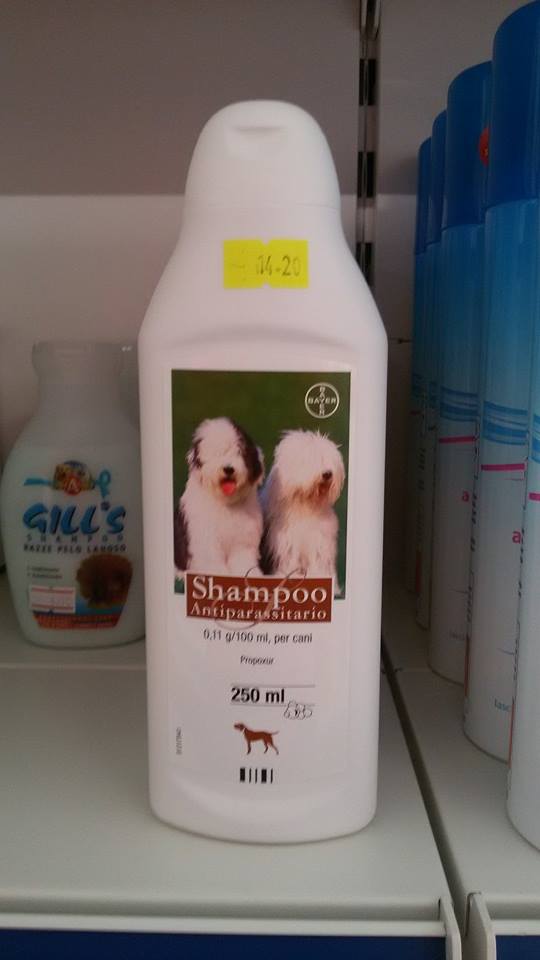 14.20
BAYER
BAYER
Shampoo
Antiparassitario
0,11 g/100 ml, per cani
Propoxur
250 ml
GILL'S
SHAMPOO
RAZZE PELO LANOSO